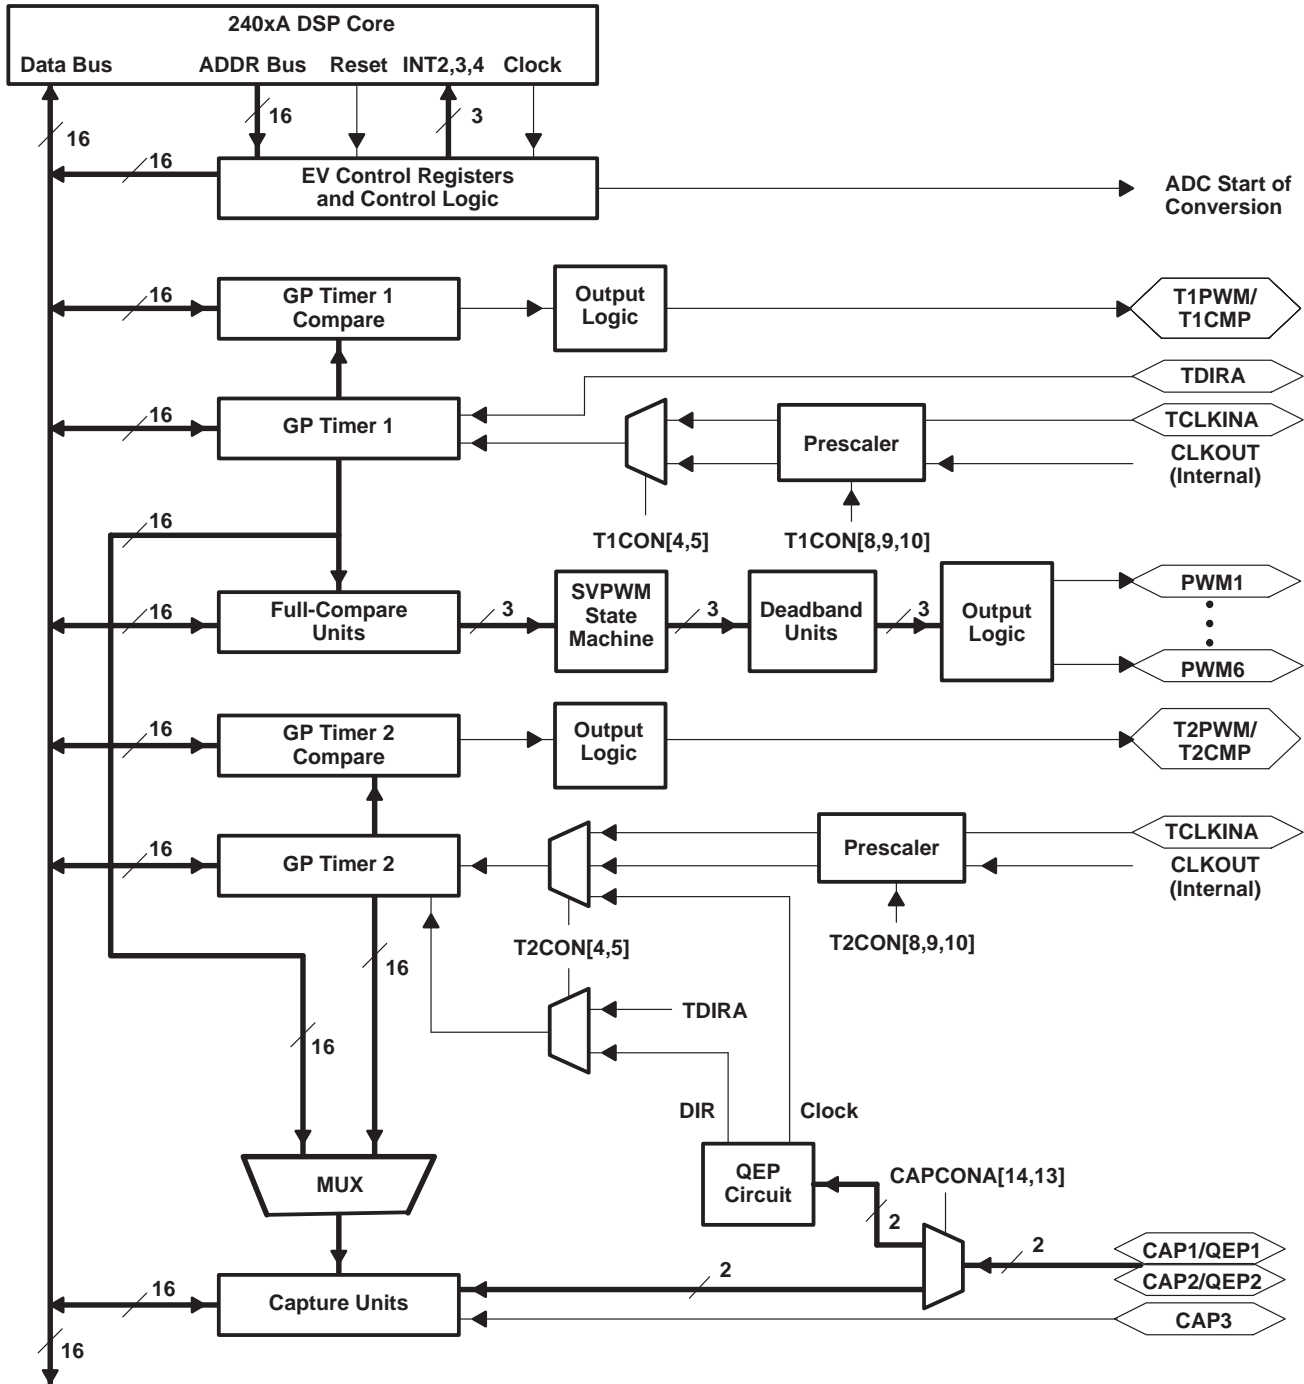 240xA DSP Core
Data Bus
ADDR Bus
Reset
INT2,3,4
Clock
16
16
3
16
EV Control Registers
and Control Logic
ADC Start of
Conversion
16
GP Timer 1
Compare
Output
Logic
T1PWM/
T1CMP
TDIRA
16
GP Timer 1
Prescaler
TCLKINA
CLKOUT
(Internal)
16
T1CON[4,5]
T1CON[8,9,10]
16
Full-Compare
Units
3
SVPWM
State
Machine
3
Deadband
Units
3
Output
Logic
PWM1
PWM6
16
GP Timer 2
Compare
Output
Logic
T2PWM/
T2CMP
16
GP Timer 2
Prescaler
TCLKINA
CLKOUT
(Internal)
T2CON[4,5]
T2CON[8,9,10]
16
TDIRA
16
DIR
Clock
MUX
QEP
Circuit
CAPCONA[14,13]
2
2
CAP1/QEP1
CAP2/QEP2
16
Capture Units
2
CAP3
16